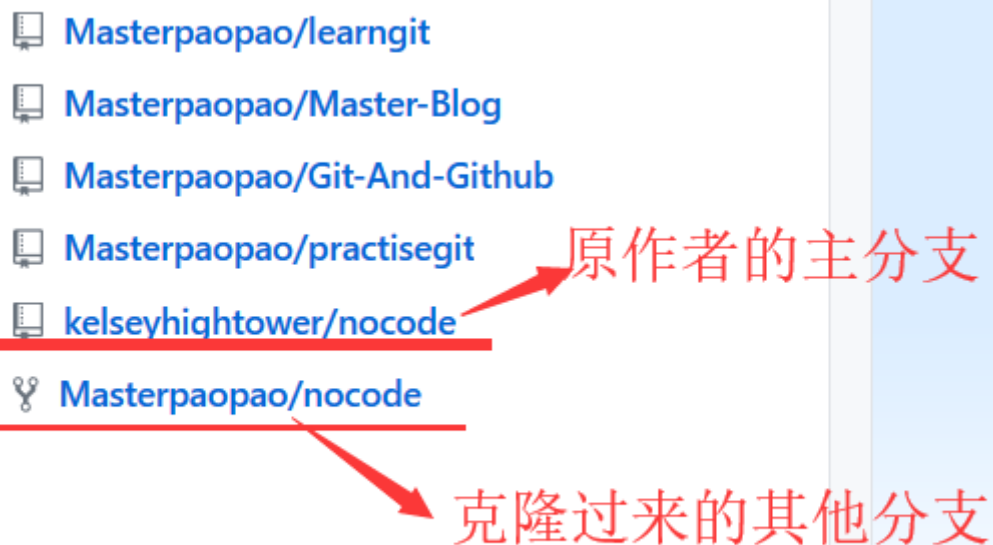 Masterpaopao/learngit
Masterpaopao/Master-Blog
Masterpaopao/Git-And-Github
Masterpaopao/practisegit
原作者的主分支
kelseyhightower/nocode
Masterpaopao/nocode
克隆过来的其他分支